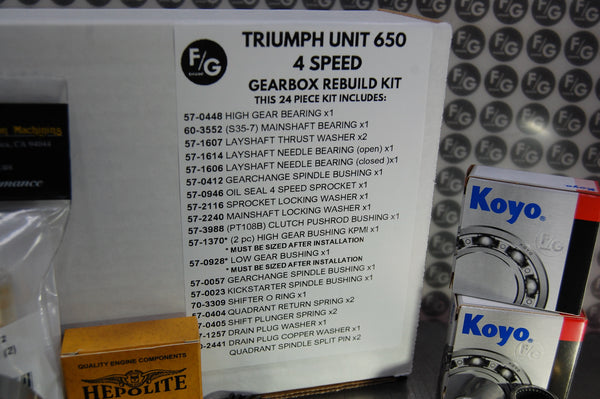 TRIUMPH UNIT 650
4 SPEED
GEARBOX REBUILD KIT
THIS 24 PIECE KIT INCLUDES:
F/G
57-0448 HIGH GEAR BEARING x1
60-3552 (S35-7) MAINSHAFT BEARING x1
57-1607 LAYSHAFT THRUST WASHER x2
57-1614 LAYSHAFT NEEDLE BEARING (open) x1
57-1606 LAYSHAFT NEEDLE BEARING (closed )x1
57-0412 GEARCHANGE SPINDLE BUSHING x1
57-0946 OIL SEAL 4 SPEED SPROCKET x1
57-2116 SPROCKET LOCKING WASHER x1
57-2240 MAINSHAFT LOCKING WASHER x1
57-3988 (PT108B) CLUTCH PUSHROD BUSHING x1
57-1370* (2 pc) HIGH GEAR BUSHING KPMI x1
* MUST BE SIZED AFTER INSTALLATION
57-0928* LOW GEAR BUSHING x1
* MUST BE SIZED AFTER INSTALLATION
57-0057 GEARCHANGE SPINDLE BUSHING x1
57-0023 KICKSTARTER SPINDLE BUSHING x1
70-3309 SHIFTER O RING x1
57-0404 QUADRANT RETURN SPRING x2
57-0405 SHIFT PLUNGER SPRING x2
57-1257 DRAIN PLUG WASHER x1
0-2441 DRAIN PLUG COPPER WASHER x1
QUADRANT SPINDLE SPLIT PIN x2
Machining
CA 94044
QUALITY ENGINE COMPONENTS
HEPOLITE
Koyo
F/G
Koyo
F/G